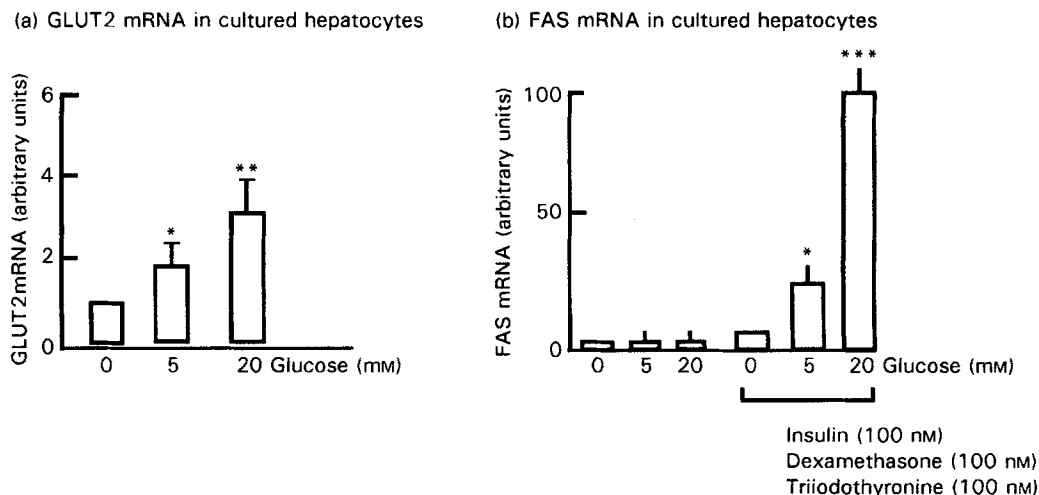 (a) GLUT2 mRNA in cultured hepatocytes
GLUT2 mRNA (arbitrary units)
6
4
2
0
*
**
0 5 20 Glucose (mM)
(b) FAS mRNA in cultured hepatocytes
FAS mRNA (arbitrary units)
100
50
0
*
***
0 5 20 0 5 20 Glucose (mM)
Insulin (100 nM)
Dexamethasone (100 nM)
Triiodothyronine (100 nM)